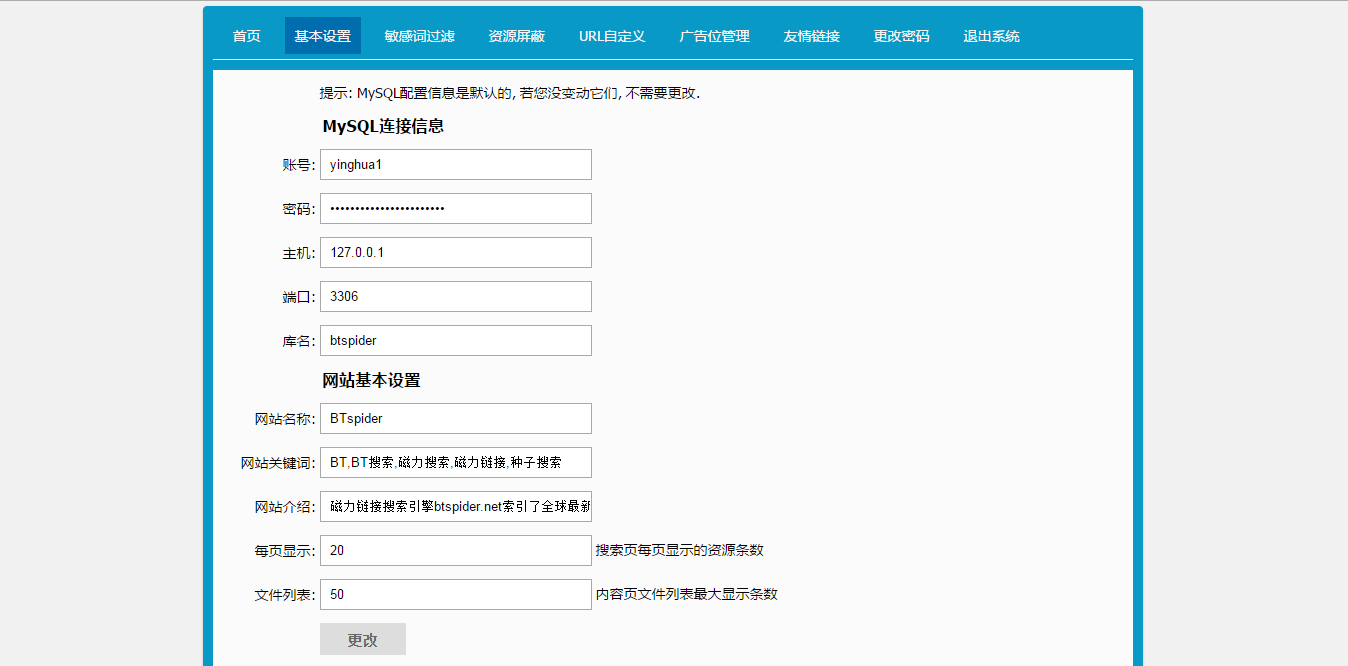 首页 基本设置 敏感词过滤 资源屏蔽 URL自定义 广告位管理 友情链接 更改密码 退出系统
提示: MySQL配置信息是默认的, 若您没变动它们, 不需要更改.
MySQL连接信息
账号: yinghua1
密码: •••••••••••••••••••••••
主机: 127.0.0.1
端口: 3306
库名: btspider
网站基本设置
网站名称: BTspider
网站关键词: BT,BT搜索,磁力搜索,磁力链接,种子搜索
网站介绍: 磁力链接搜索引擎btspider.net索引了全球最新
每页显示: 20 搜索页每页显示的资源条数
文件列表: 50 内容页文件列表最大显示条数
更改